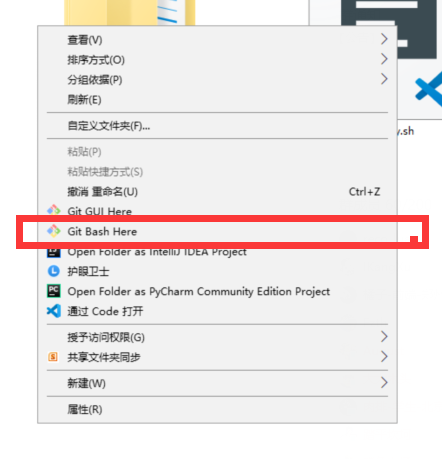 查看(V)
排序方式(O)
分组依据(P)
刷新(E)
自定义文件夹(F)...
粘贴(P)
粘贴快捷方式(S)
撤消 重命名(U) Ctrl+Z
Git GUI Here
Git Bash Here
Open Folder as IntelliJ IDEA Project
护眼卫士
Open Folder as PyCharm Community Edition Project
通过 Code 打开
授予访问权限(G)
共享文件夹同步
新建(W)
属性(R)
.sh